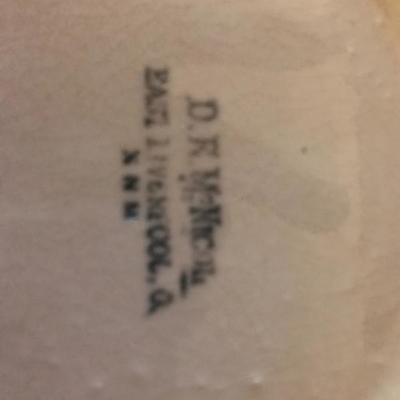 D.E. McNICOL
EAST LIVERPOOL, O.